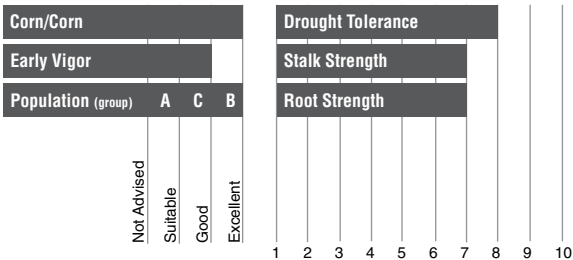 Corn/Corn
Early Vigor
Population (group) A C B
Not Advised
Suitable
Good
Excellent
Drought Tolerance
Stalk Strength
Root Strength
1 2 3 4 5 6 7 8 9 10